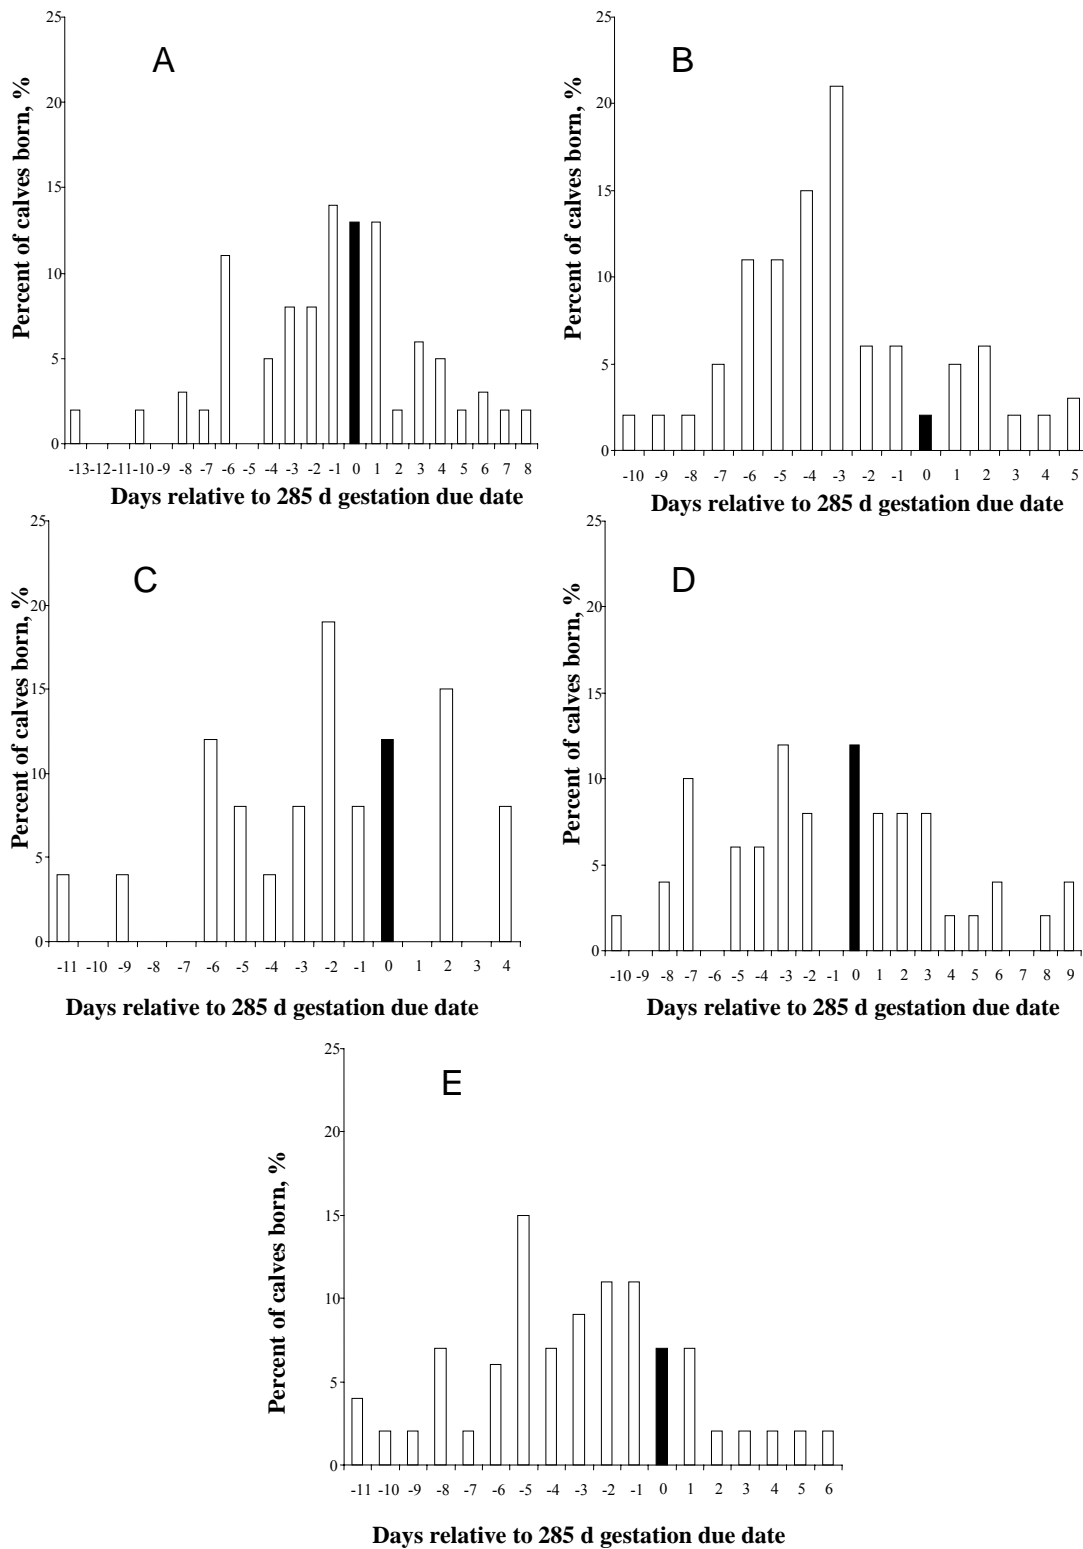 A
Percent of calves born, %
25
20
15
10
5
0
-13 -12 -11 -10 -9 -8 -7 -6 -5 -4 -3 -2 -1 0 1 2 3 4 5 6 7 8
Days relative to 285 d gestation due date
B
Percent of calves born, %
25
20
15
10
5
0
-10 -9 -8 -7 -6 -5 -4 -3 -2 -1 0 1 2 3 4 5
Days relative to 285 d gestation due date
C
Percent of calves born, %
25
20
15
10
5
0
-11 -10 -9 -8 -7 -6 -5 -4 -3 -2 -1 0 1 2 3 4
Days relative to 285 d gestation due date
D
Percent of calves born, %
25
20
15
10
5
0
-10 -9 -8 -7 -6 -5 -4 -3 -2 -1 0 1 2 3 4 5 6 7 8 9
Days relative to 285 d gestation due date
E
Percent of calves born, %
25
20
15
10
5
0
-11 -10 -9 -8 -7 -6 -5 -4 -3 -2 -1 0 1 2 3 4 5 6
Days relative to 285 d gestation due date